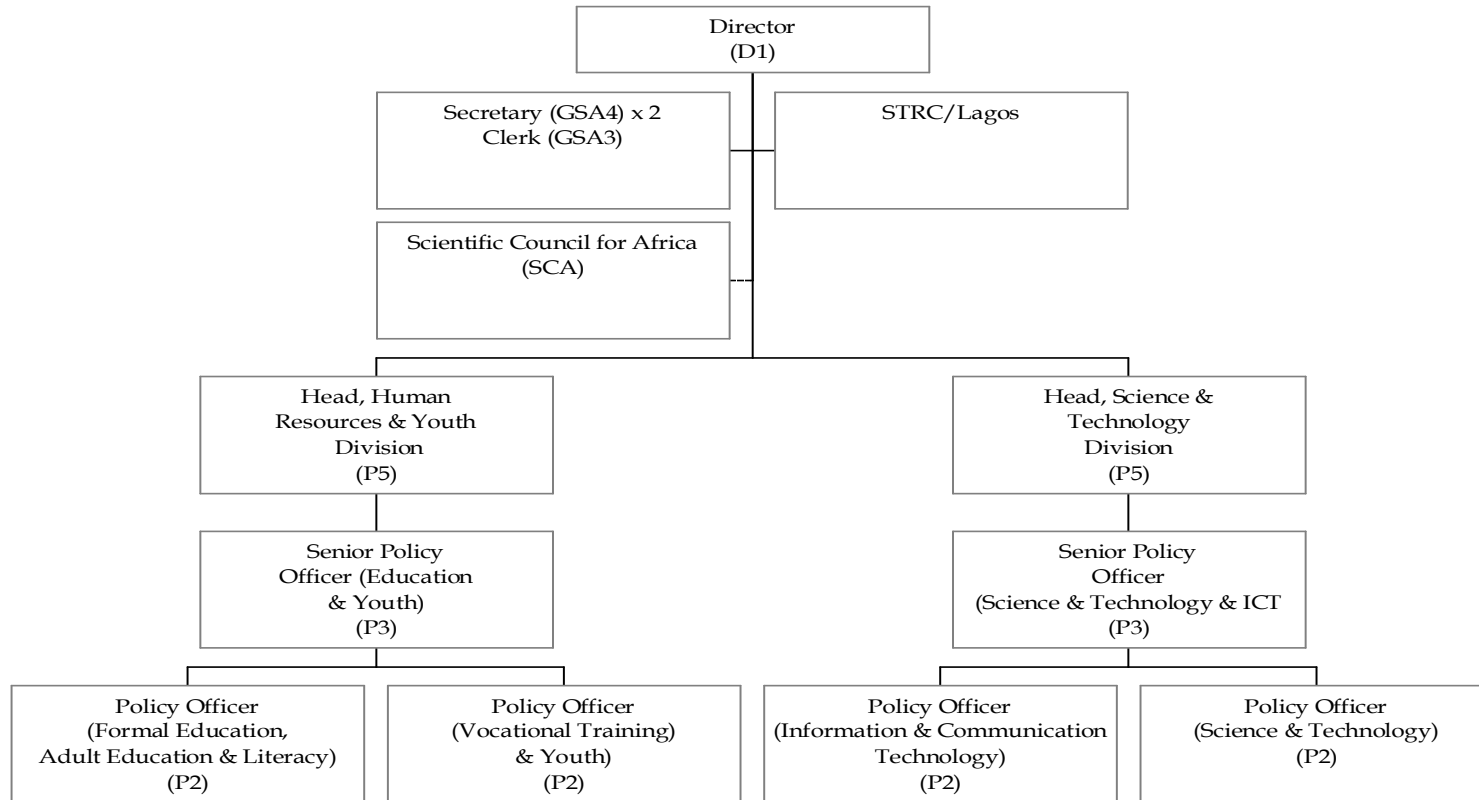 Director
(D1)
Secretary (GSA4) x 2
Clerk (GSA3)
STRC/Lagos
Scientific Council for Africa
(SCA)
Head, Human
Resources & Youth
Division
(P5)
Head, Science &
Technology
Division
(P5)
Senior Policy
Officer (Education
& Youth)
(P3)
Senior Policy
Officer
(Science & Technology & ICT
(P3)
Policy Officer
(Formal Education,
Adult Education & Literacy)
(P2)
Policy Officer
(Vocational Training)
& Youth)
(P2)
Policy Officer
(Information & Communication
Technology)
(P2)
Policy Officer
(Science & Technology)
(P2)